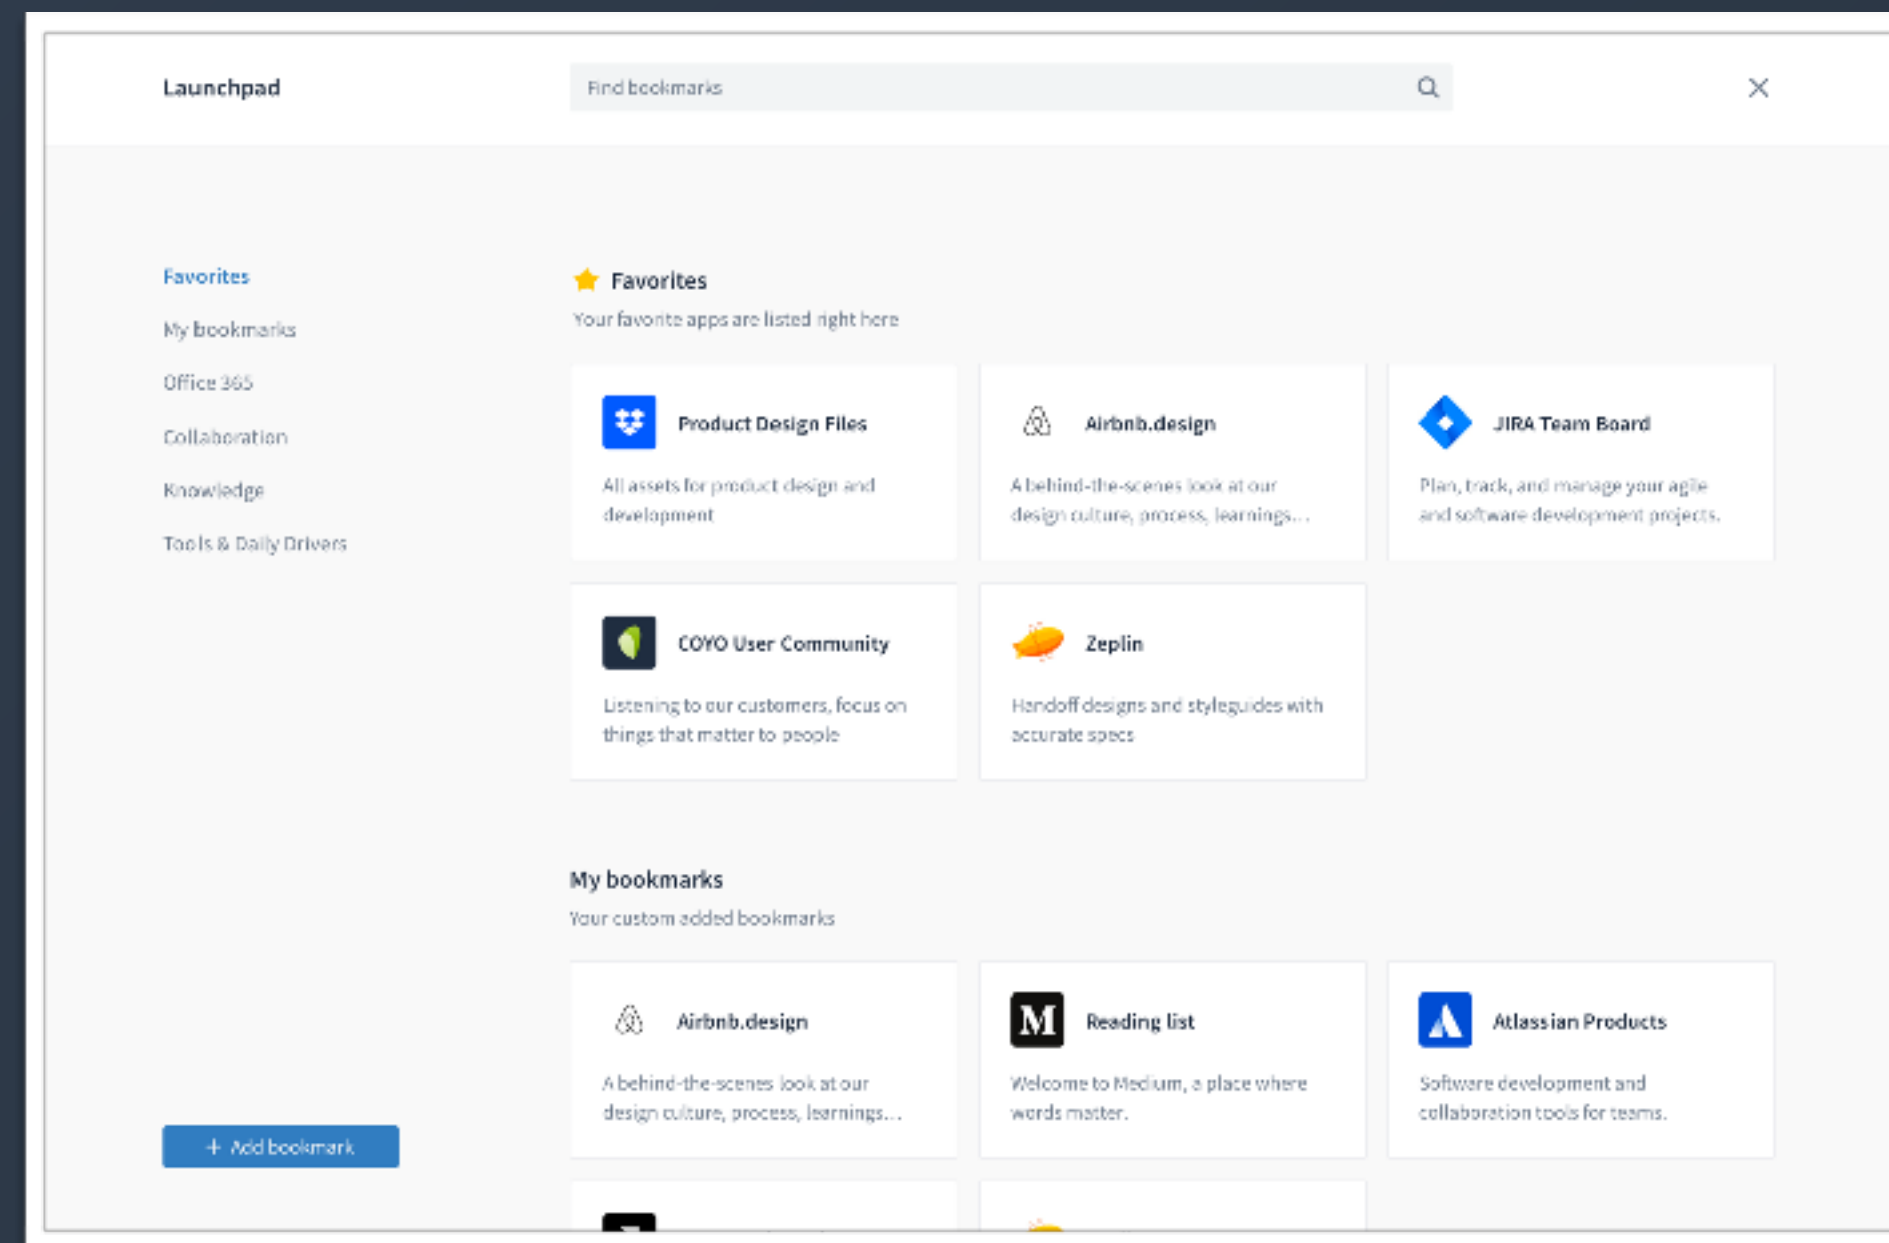 Launchpad
Find bookmarks
Favorites
My bookmarks
Office 365
Collaboration
Knowledge
Tools & Daily Drivers
+ Add bookmark
Favorites
Your favorite apps are listed right here
Product Design Files
All assets for product design and
development
Airbnb.design
A behind-the-scenes look at our
design culture, process, learnings...
JIRA Team Board
Plan, track, and manage your agile
and software development projects.
COYO User Community
Listening to our customers, focus on
things that matter to people
Zeplin
Handoff designs and styleguides with
accurate specs
My bookmarks
Your custom added bookmarks
Airbnb.design
A behind-the-scenes look at our
design culture, process, learnings...
M
Reading list
Welcome to Medium, a place where
words matter.
Atlassian Products
Software development and
collaboration tools for teams.